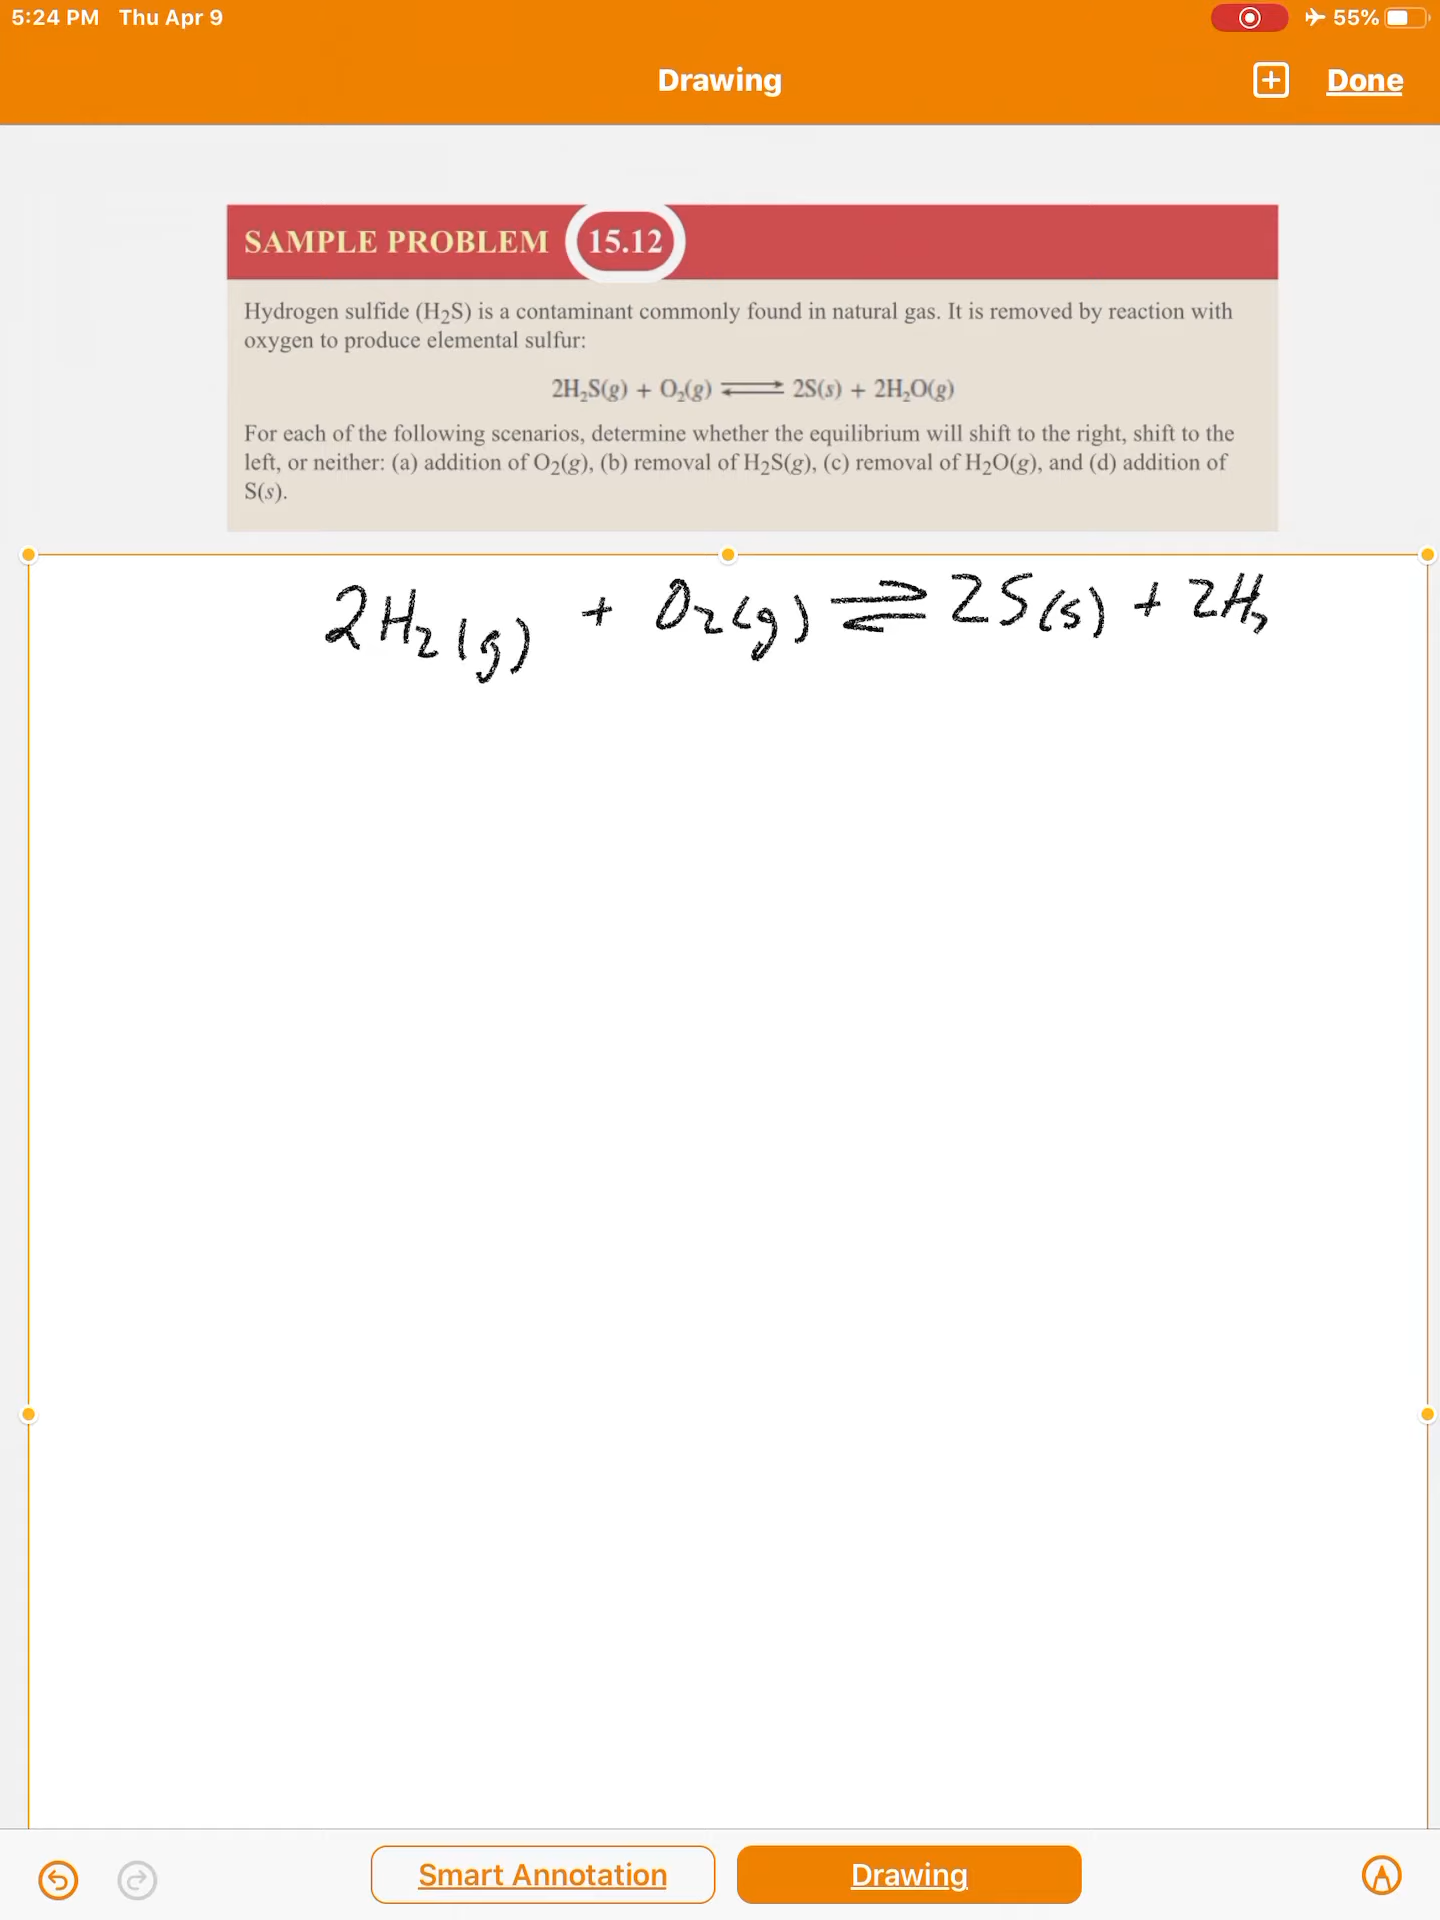 5:24 PM Thu Apr 9 55%
Drawing Done
SAMPLE PROBLEM 15.12
Hydrogen sulfide (H₂S) is a contaminant commonly found in natural gas. It is removed by reaction with
oxygen to produce elemental sulfur:
2H₂S(g) + O₂(g) ⇌ 2S(s) + 2H₂O(g)
For each of the following scenarios, determine whether the equilibrium will shift to the right, shift to the
left, or neither: (a) addition of O₂(g), (b) removal of H₂S(g), (c) removal of H₂O(g), and (d) addition of
S(s).
2H₂(g) + O₂(g) ⇌ 2S(s) + 2H₂
Smart Annotation Drawing